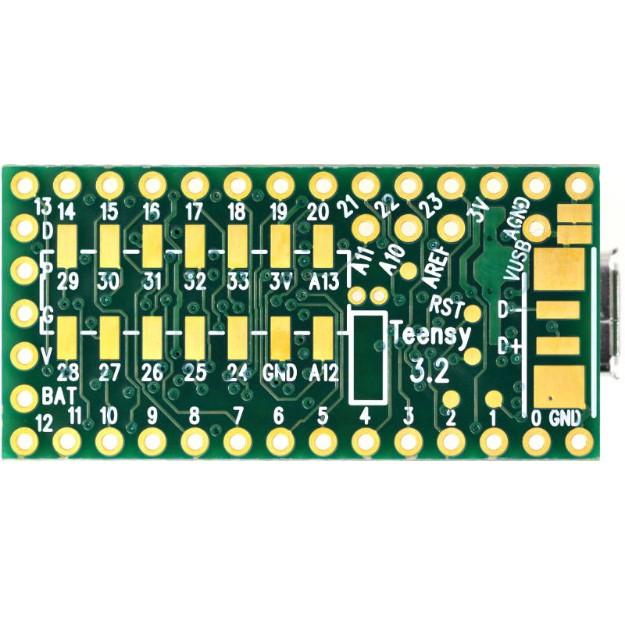 13 14 15 16 17 18 19 20 21 22 23 3V AGND
D
P
29 30 31 32 33 3V A13 A11 A10 AREF VUSB
G
RST D-
Teensy
3.2
D+
V
28 27 26 25 24 GND A12
BAT
12 11 10 9 8 7 6 5 4 3 2 1 0 GND